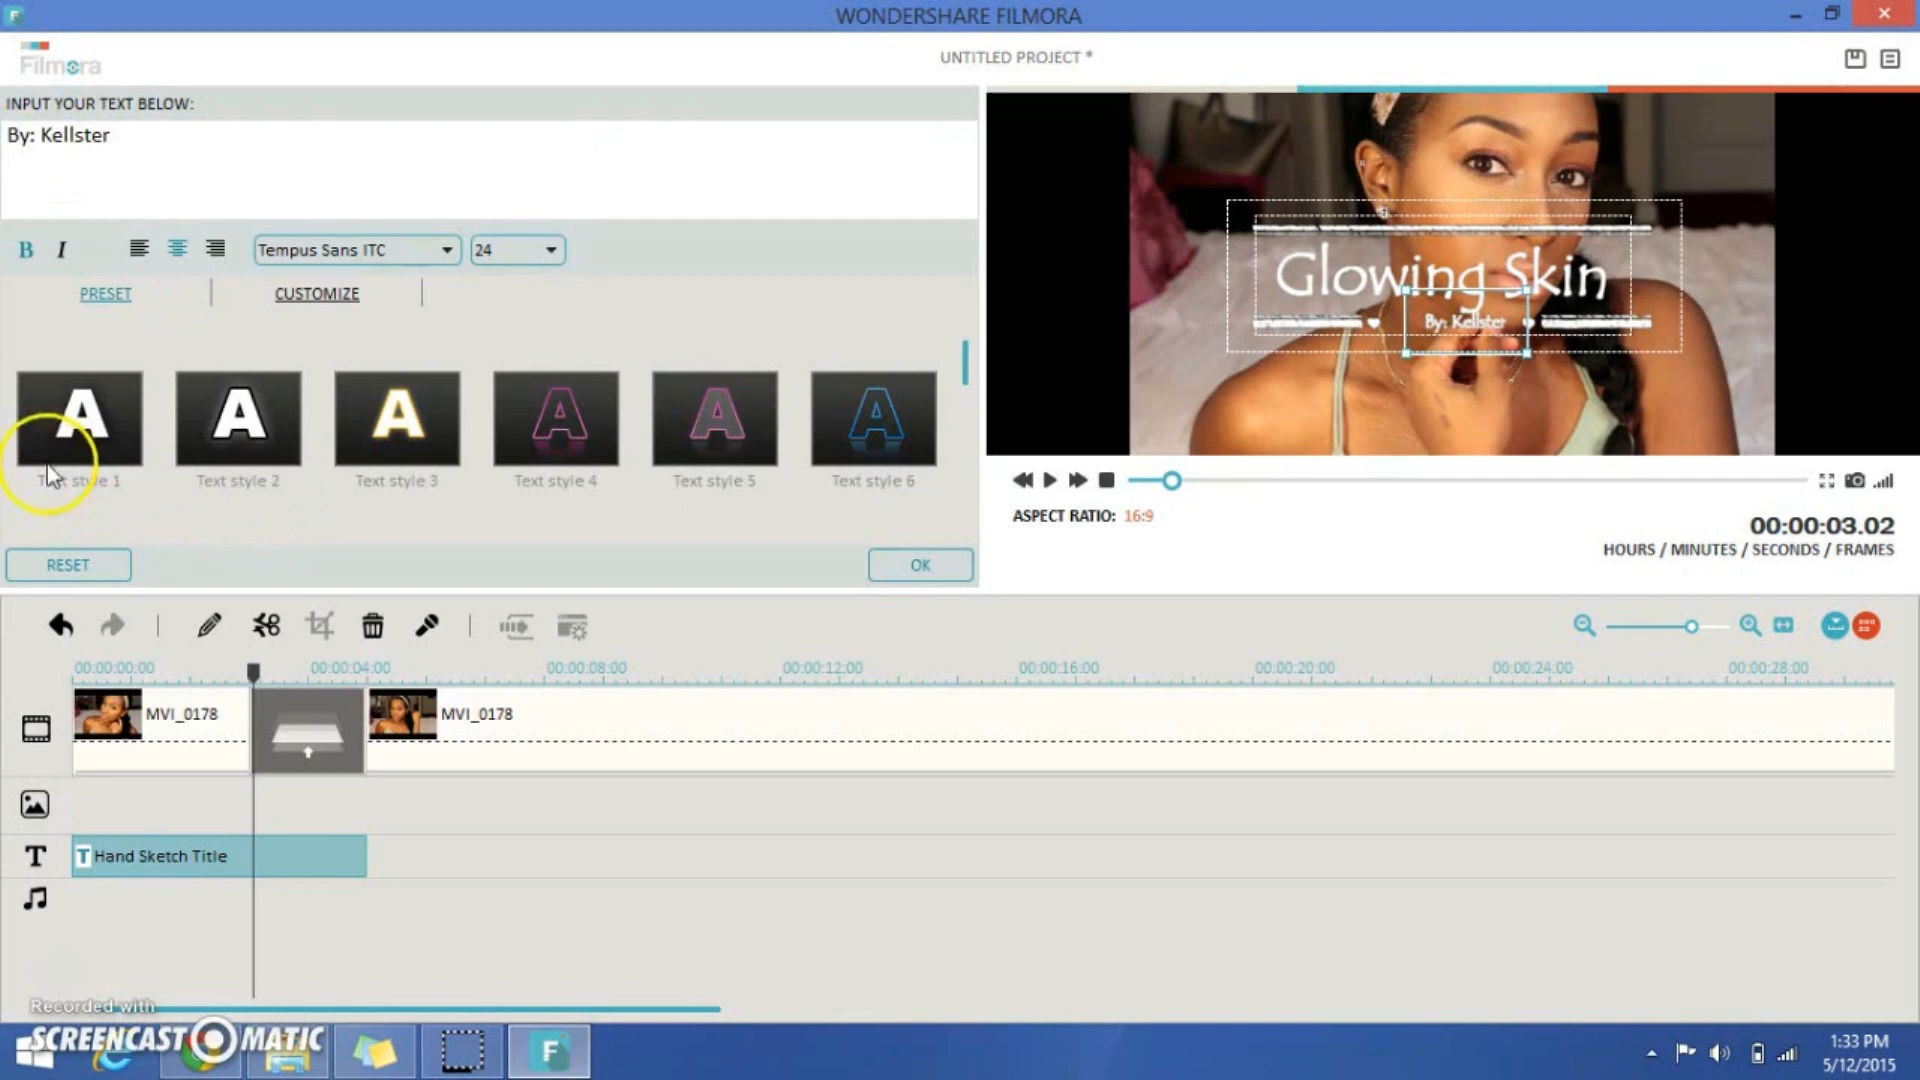 WONDERSHARE FILMORA
Filmora
UNTITLED PROJECT *
INPUT YOUR TEXT BELOW:
By: Kellster
B I
Tempus Sans ITC
24
PRESET
CUSTOMIZE
A A A A A A
Text style 1
Text style 2
Text style 3
Text style 4
Text style 5
Text style 6
RESET
OK
Glowing Skin
By: Kellster
ASPECT RATIO: 16:9
00:00:03.02
HOURS / MINUTES / SECONDS / FRAMES
00:00:00:00
00:00:04:00
00:00:08:00
00:00:12:00
00:00:16:00
00:00:20:00
00:00:24:00
00:00:28:00
MVI_0178
MVI_0178
T
T Hand Sketch Title
Recorded with
SCREENCAST MATIC
F
1:33 PM
5/12/2015